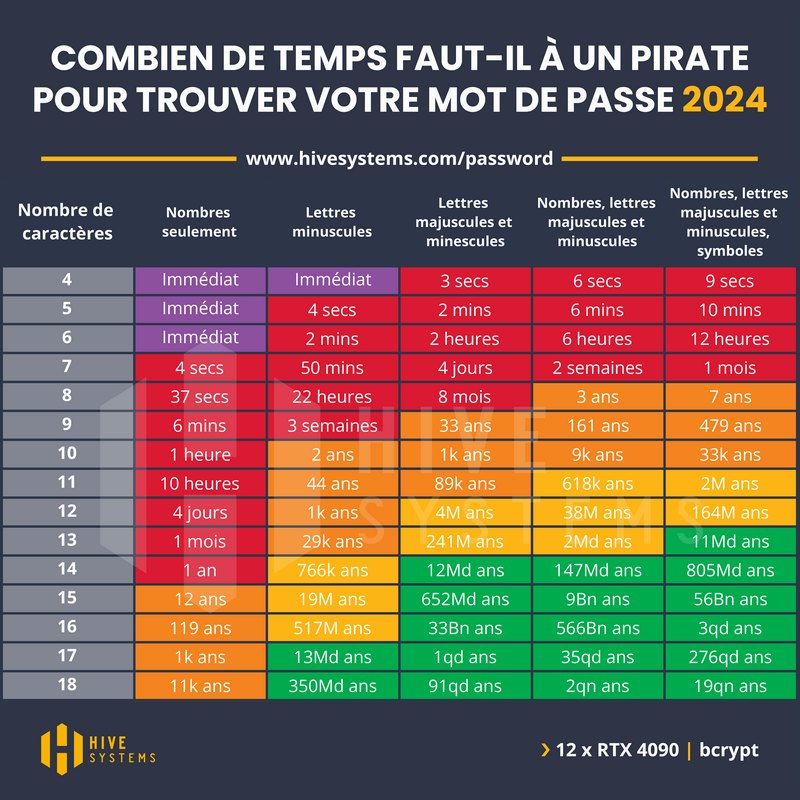 COMBIEN DE TEMPS FAUT-IL À UN PIRATE
POUR TROUVER VOTRE MOT DE PASSE 2024
www.hivesystems.com/password
Nombre de caractères Nombres seulement Lettres minuscules Lettres majuscules et minescules Nombres, lettres majuscules et minuscules Nombres, lettres majuscules et minuscules, symboles
4 Immédiat Immédiat 3 secs 6 secs 9 secs
5 Immédiat 4 secs 2 mins 6 mins 10 mins
6 Immédiat 2 mins 2 heures 6 heures 12 heures
7 4 secs 50 mins 4 jours 2 semaines 1 mois
8 37 secs 22 heures 8 mois 3 ans 7 ans
9 6 mins 3 semaines 33 ans 161 ans 479 ans
10 1 heure 2 ans 1k ans 9k ans 33k ans
11 10 heures 44 ans 89k ans 618k ans 2M ans
12 4 jours 1k ans 4M ans 38M ans 164M ans
13 1 mois 29k ans 241M ans 2Md ans 11Md ans
14 1 an 766k ans 12Md ans 147Md ans 805Md ans
15 12 ans 19M ans 652Md ans 9Bn ans 56Bn ans
16 119 ans 517M ans 33Bn ans 566Bn ans 3qd ans
17 1k ans 13Md ans 1qd ans 35qd ans 276qd ans
18 11k ans 350Md ans 91qd ans 2qn ans 19qn ans
HIVE
SYSTEMS
HIVE
SYSTEMS
12 x RTX 4090 | bcrypt